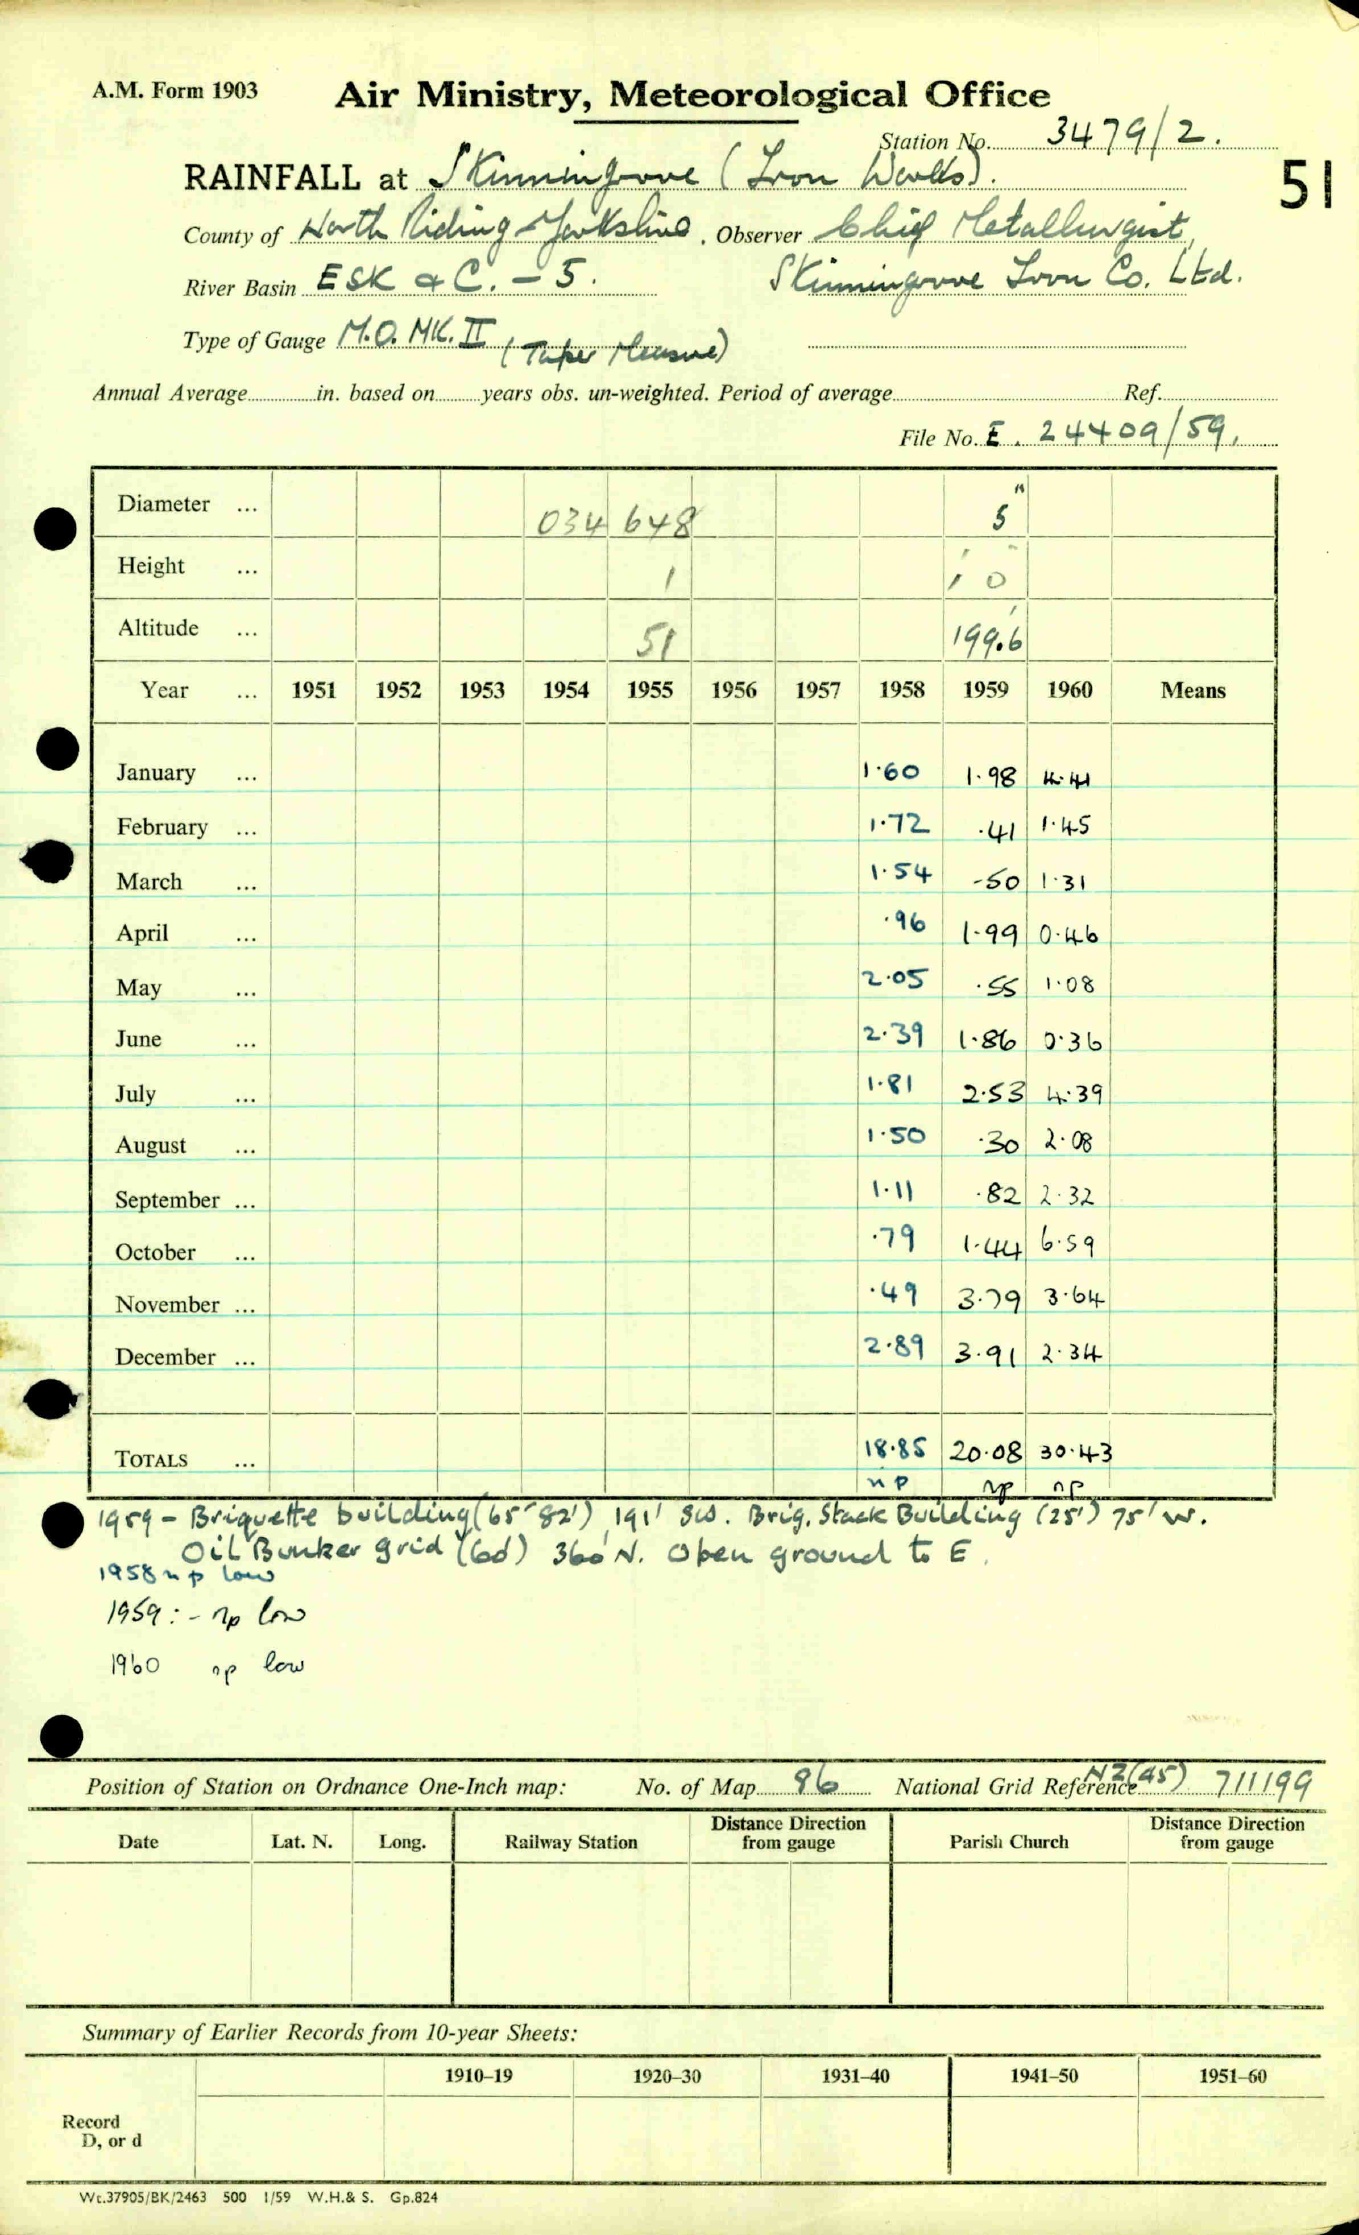 A.M. Form 1903 Air Ministry, Meteorological Office
Station No. 3479/2.
RAINFALL at Skinningrove (Iron Works). 51
County of North Riding - Yorkshire. Observer Chief Metallurgist,
River Basin ESK & C. - 5. Skinningrove Iron Co. Ltd.
Type of Gauge M.O. MK. II (Taper Measure)
Annual Average in. based on years obs. un-weighted. Period of average Ref.
File No. E. 24409/59.
Diameter ... 034 648 5"
Height ... 1 1' 0"
Altitude ... 51 199.6'
Year ... 1951 1952 1953 1954 1955 1956 1957 1958 1959 1960 Means
January ... 1.60 1.98 4.41
February ... 1.72 .41 1.45
March ... 1.54 .50 1.31
April ... .96 1.99 0.46
May ... 2.05 .55 1.08
June ... 2.39 1.86 0.36
July ... 1.81 2.53 4.39
August ... 1.50 .30 2.08
September ... 1.11 .82 2.32
October ... .79 1.44 6.59
November ... .49 3.79 3.64
December ... 2.89 3.91 2.34
TOTALS ... 18.85 20.08 30.43
np np np
1959 - Briquette building (65'-82') 191' SW. Brig. Stack Building (25') 75' W.
Oil Bunker grid (60') 360' N. Open ground to E.
1958 np low
1959: - np low
1960 np low
Position of Station on Ordnance One-Inch map: No. of Map 86 National Grid Reference NZ (45) 711199
Date Lat. N. Long. Railway Station Distance Direction from gauge Parish Church Distance Direction from gauge
Summary of Earlier Records from 10-year Sheets:
1910-19 1920-30 1931-40 1941-50 1951-60
Record
D, or d
Wt.37905/BK/2463 500 1/59 W.H.& S. Gp.824